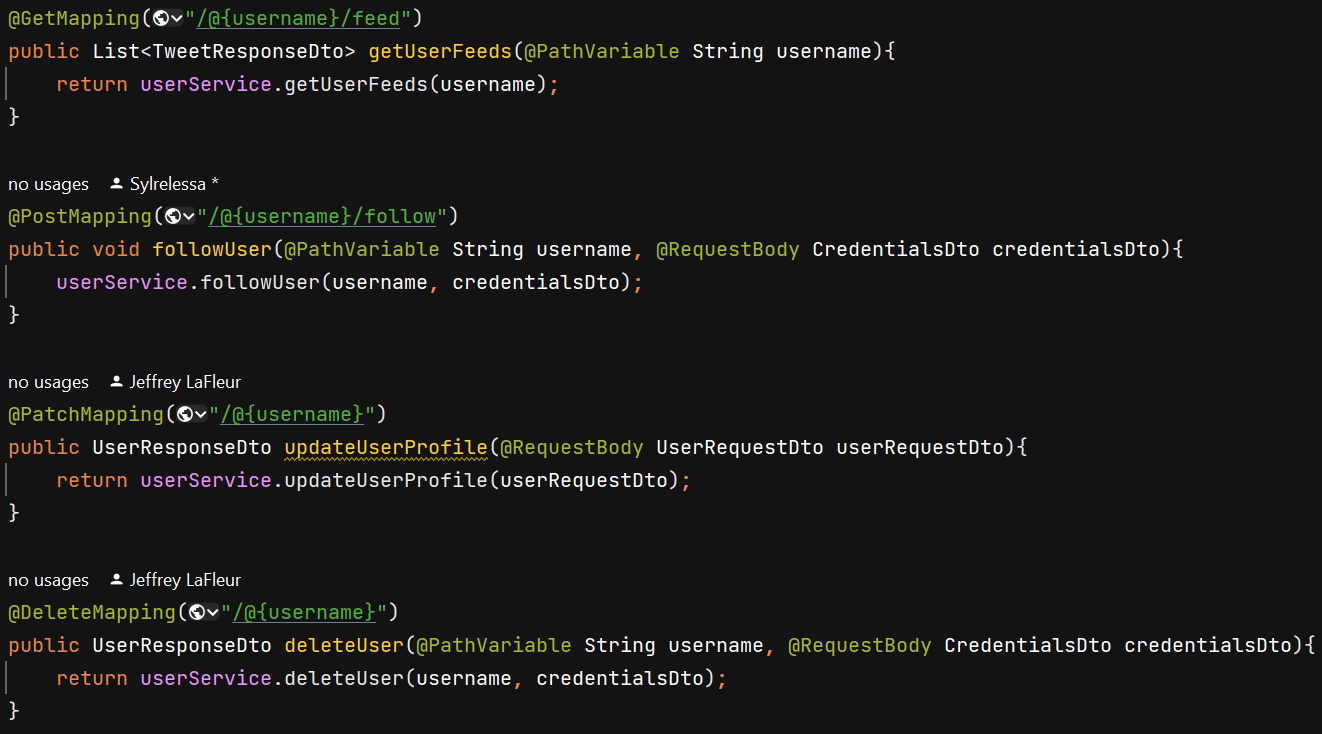 @GetMapping("/@{username}/feed")
public List<TweetResponseDto> getUserFeeds(@PathVariable String username){
    return userService.getUserFeeds(username);
}
no usages Sylrelessa *
@PostMapping("/@{username}/follow")
public void followUser(@PathVariable String username, @RequestBody CredentialsDto credentialsDto){
    userService.followUser(username, credentialsDto);
}
no usages Jeffrey LaFleur
@PatchMapping("/@{username}")
public UserResponseDto updateUserProfile(@RequestBody UserRequestDto userRequestDto){
    return userService.updateUserProfile(userRequestDto);
}
no usages Jeffrey LaFleur
@DeleteMapping("/@{username}")
public UserResponseDto deleteUser(@PathVariable String username, @RequestBody CredentialsDto credentialsDto){
    return userService.deleteUser(username, credentialsDto);
}